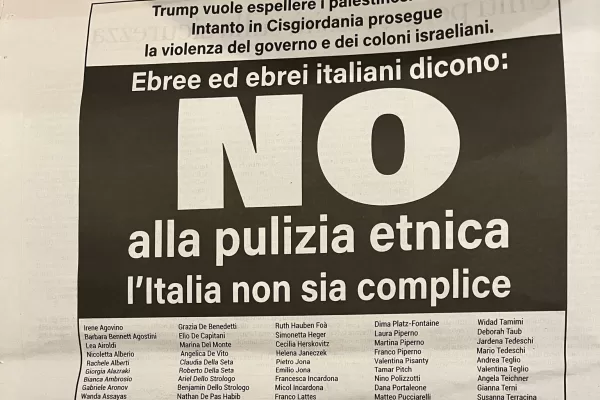 Trump vuole espellere i palestinesi
Intanto in Cisgiordania prosegue
la violenza del governo e dei coloni israeliani.
Ebree ed ebrei italiani dicono:
NO
alla pulizia etnica
l'Italia non sia complice
Irene Agovino
Barbara Bennett Agostini
Lea Airoldi
Nicoletta Alberio
Rachele Alberti
Giorgia Alazraki
Bianca Ambrosio
Gabriele Aronov
Wanda Assayas
Grazia De Benedetti
Elio De Capitani
Marina Del Monte
Angelica De Vito
Claudia Della Seta
Roberto Della Seta
Ariel Dello Strologo
Benjamin Dello Strologo
Nathan De Pas Habib
Ruth Hauben Foà
Simonetta Heger
Cecilia Herskovitz
Helena Janeczek
Pietro Jona
Emilio Jona
Francesca Incardona
Micol Incardona
Franco Lattes
Dima Platz-Fontaine
Laura Piperno
Martina Piperno
Franco Piperno
Valentina Pisanty
Tamar Pitch
Nino Polizzotti
Dana Portaleone
Matteo Pucciarelli
Widad Tamimi
Deborah Taub
Jardena Tedeschi
Mario Tedeschi
Andrea Teglio
Valentina Teglio
Angela Teichner
Gianna Terni
Susanna Terracina